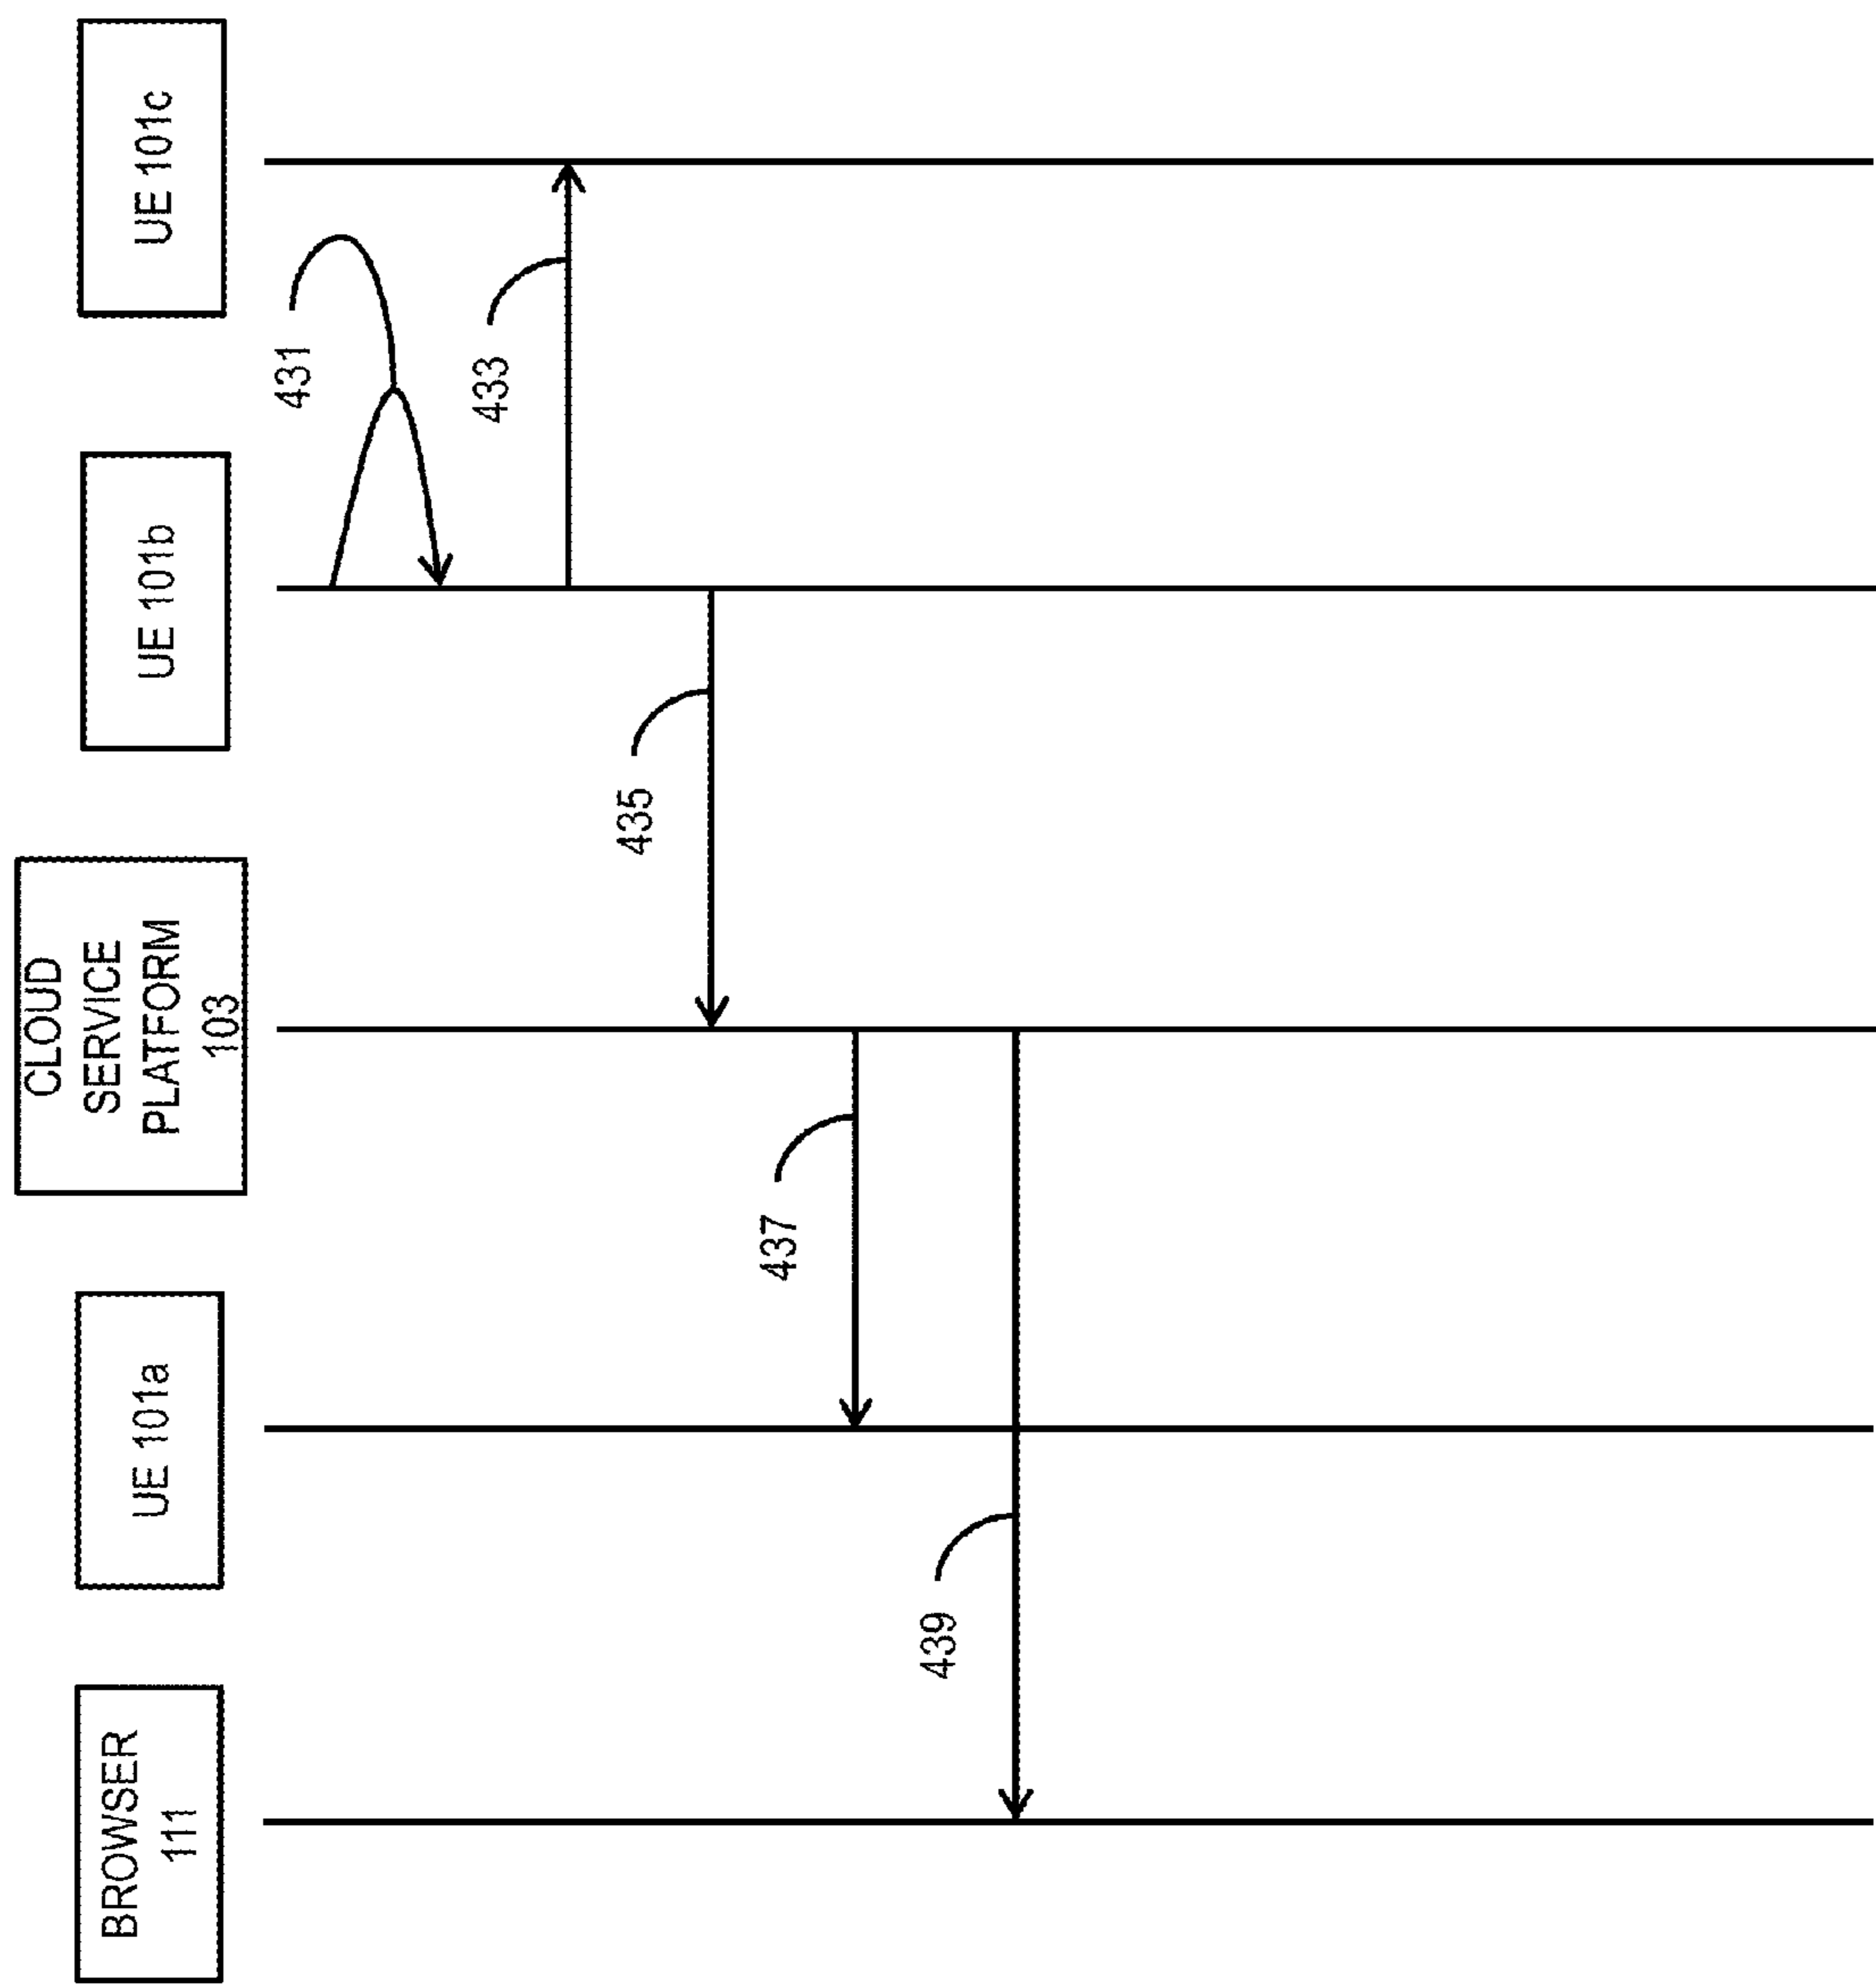 BROWSER
111
UE 101a
CLOUD
SERVICE
PLATFORM
103
UE 101b
UE 101c
431
433
435
437
439